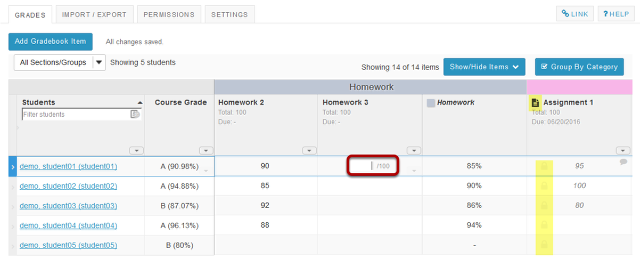 GRADES IMPORT / EXPORT PERMISSIONS SETTINGS LINK ? HELP
Add Gradebook Item All changes saved.
All Sections/Groups Showing 5 students Showing 14 of 14 items Show/Hide Items Group By Category
Homework
Students Course Grade Homework 2 Homework 3 Homework Assignment 1
Filter students Total: 100 Total: 100 Total: 100
Due: - Due: - Due: 06/20/2016
demo, student01 (student01) A (90.98%) 90 /100 85% 95
demo, student02 (student02) A (94.88%) 85 90% 100
demo, student03 (student03) B (87.07%) 92 86% 80
demo, student04 (student04) A (96.13%) 88 94%
demo, student05 (student05) B (80%) -